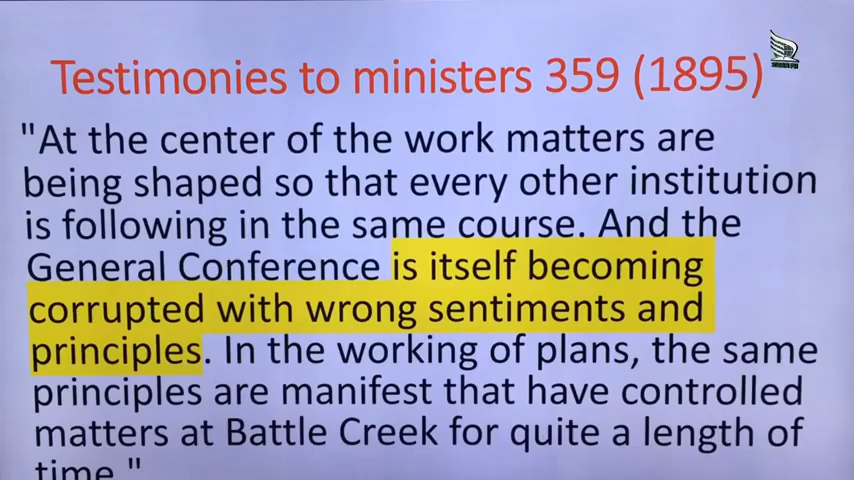 Testimonies to ministers 359 (1895)
"At the center of the work matters are
being shaped so that every other institution
is following in the same course. And the
General Conference is itself becoming
corrupted with wrong sentiments and
principles. In the working of plans, the same
principles are manifest that have controlled
matters at Battle Creek for quite a length of
time."